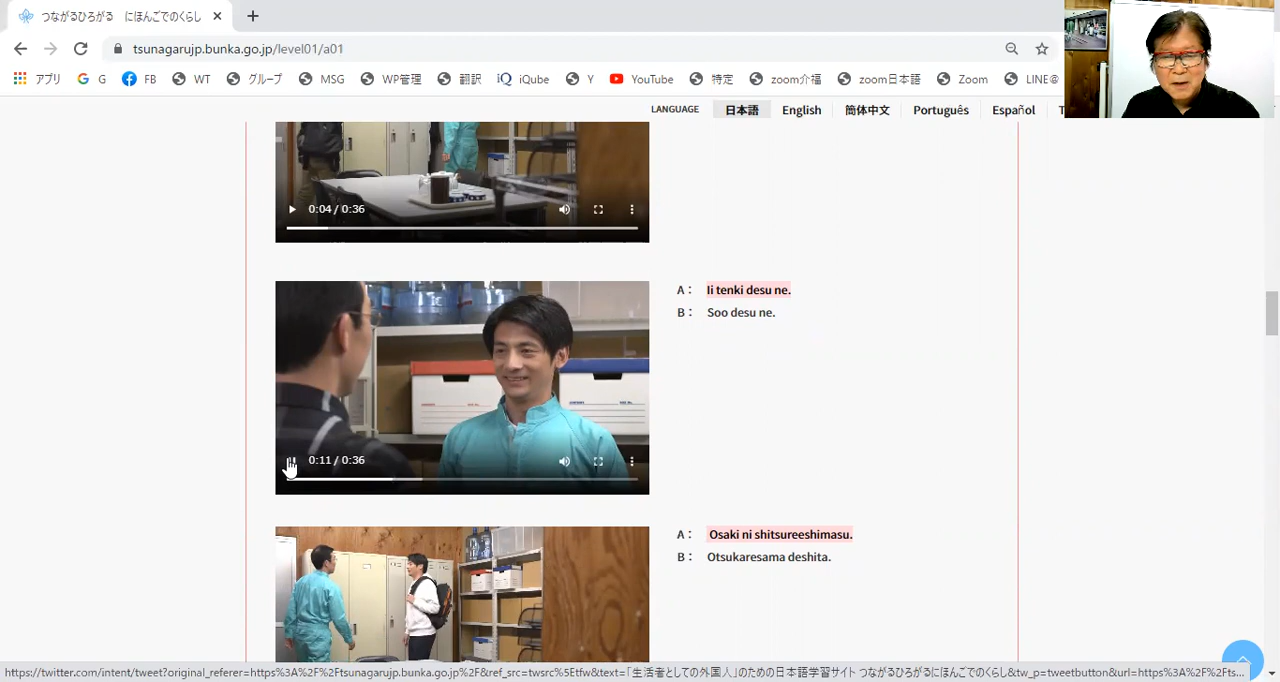 つながるひろがる　にほんごでのくらし
tsunagarujp.bunka.go.jp/level01/a01
アプリ G FB WT グループ MSG WP管理 翻訳 iQ iQube Y YouTube 特定 zoom介福 zoom日本語 Zoom LINE@
LANGUAGE 日本語 English 简体中文 Português Español T
0:04 / 0:36
A： Ii tenki desu ne.
B： Soo desu ne.
0:11 / 0:36
A： Osaki ni shitsureeshimasu.
B： Otsukaresama deshita.
https://twitter.com/intent/tweet?original_referer=https%3A%2F%2Ftsunagarujp.bunka.go.jp%2F&ref_src=twsrc%5Etfw&text=「生活者としての外国人」のための日本語学習サイト つながるひろがるにほんごでのくらし&tw_p=tweetbutton&url=https%3A%2F%2Fts...